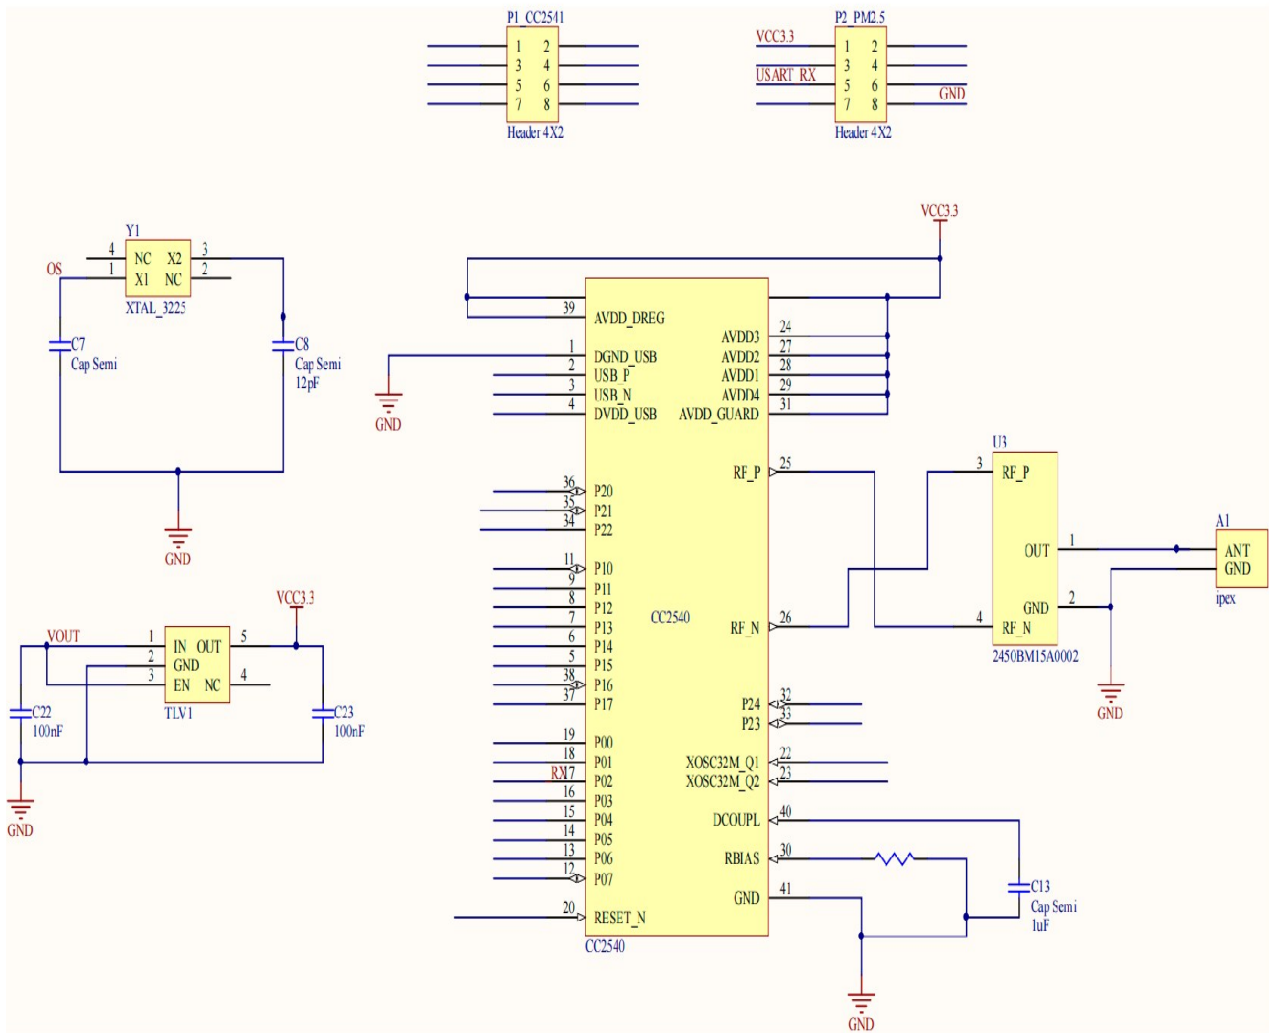 P1_CC2541
1 2
3 4
5 6
7 8
Header 4X2
P2_PM2.5
VCC3.3
1 2
3 4
USART_RX
5 6
GND
7 8
Header 4X2
Y1
4 NC X2 3
OS
1 X1 NC 2
XTAL_3225
C7
Cap Semi
C8
Cap Semi
12pF
GND
VCC3.3
VOUT
1 IN OUT 5
2 GND
3 EN NC 4
TLV1
C22
100nF
C23
100nF
GND
VCC3.3
39 AVDD_DREG
1 DGND_USB
2 USB_P
3 USB_N
4 DVDD_USB
GND
36 P20
35 P21
34 P22
11 P10
9 P11
8 P12
7 P13
6 P14
5 P15
38 P16
37 P17
19 P00
18 P01
RX 17 P02
16 P03
15 P04
14 P05
13 P06
12 P07
20 RESET_N
CC2540
CC2540
AVDD3 24
AVDD2 27
AVDD1 28
AVDD4 29
AVDD_GUARD 31
RF_P 25
RF_N 26
P24 32
P23 33
XOSC32M_Q1 22
XOSC32M_Q2 23
DCOUPL 40
RBIAS 30
GND 41
C13
Cap Semi
1uF
GND
U3
3 RF_P
OUT 1
GND 2
4 RF_N
2450BM15A0002
A1
ANT
GND
ipex
GND